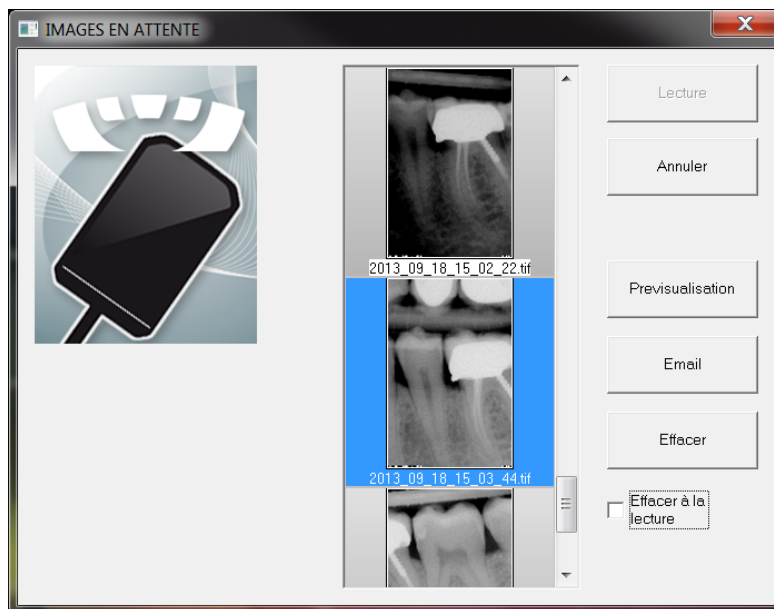 IMAGES EN ATTENTE
Lecture
2013_09_18_15_02_22.tif
Annuler
Previsualisation
2013_09_18_15_03_44.tif
Email
Effacer
Effacer à la
lecture